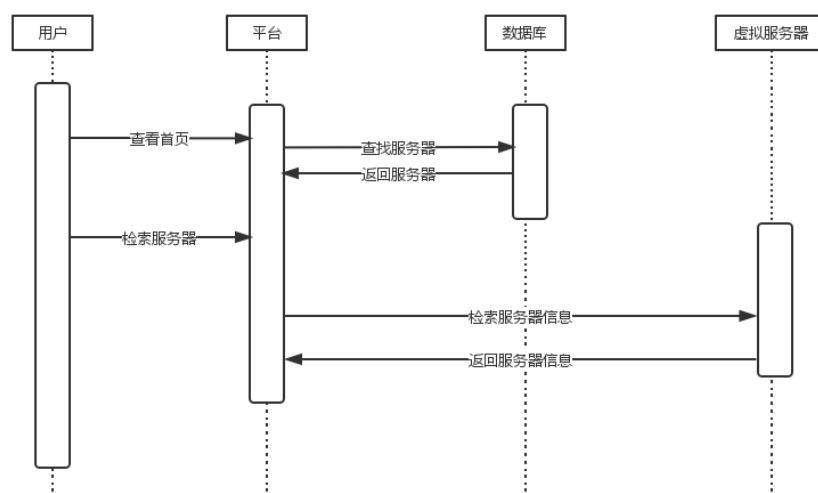 用户
平台
数据库
虚拟服务器
查看首页
查找服务器
返回服务器
检索服务器
检索服务器信息
返回服务器信息